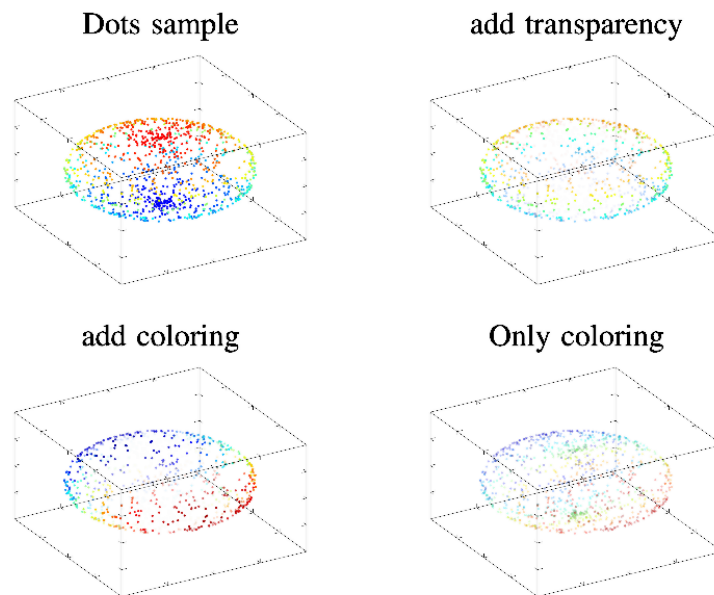 Dots sample
add transparency
add coloring
Only coloring